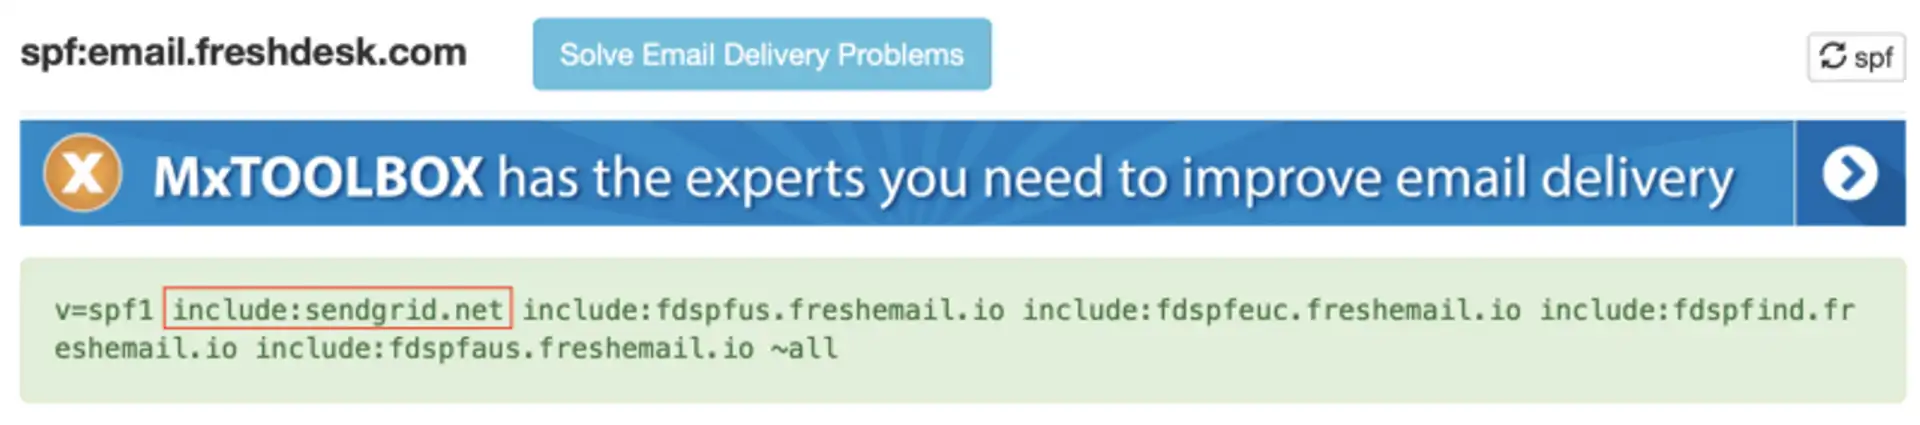 spf:email.freshdesk.com
Solve Email Delivery Problems
spf
X MxTOOLBOX has the experts you need to improve email delivery
v=spf1 include:sendgrid.net include:fdspfus.freshemail.io include:fdspfeuc.freshemail.io include:fdspfind.fr
eshemail.io include:fdspfaus.freshemail.io ~all